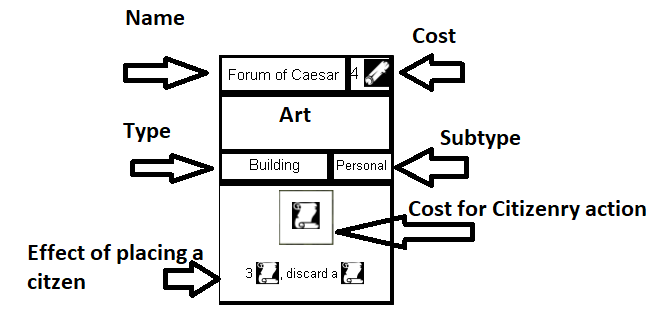 Name
Cost
Forum of Caesar 4
Art
Type
Subtype
Building Personal
Cost for Citizenry action
Effect of placing a
citzen
3 , discard a